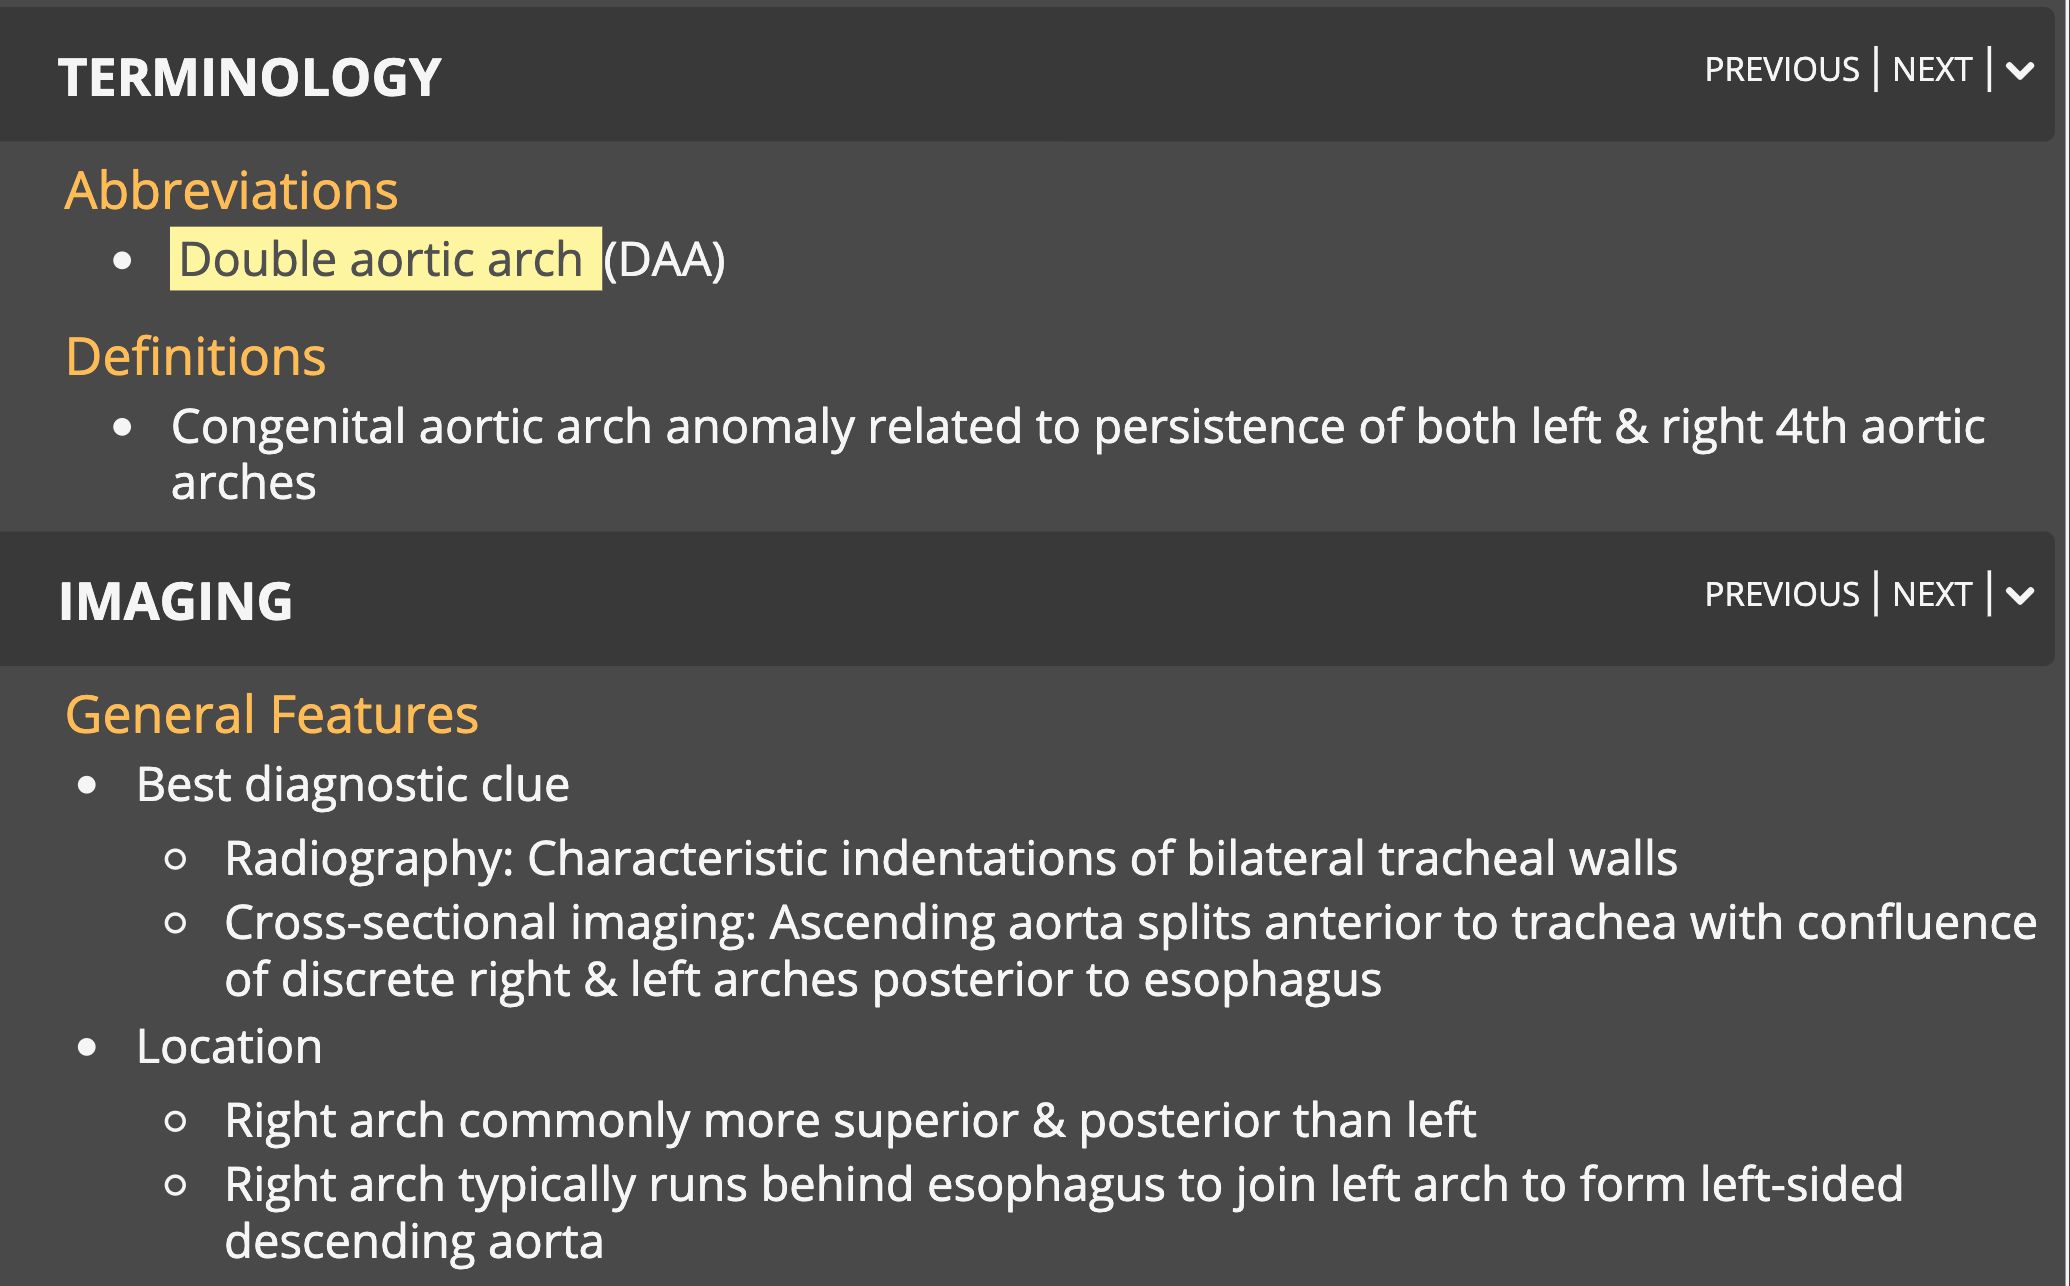 TERMINOLOGY
PREVIOUS | NEXT |
Abbreviations
• Double aortic arch (DAA)
Definitions
• Congenital aortic arch anomaly related to persistence of both left & right 4th aortic
arches
IMAGING
PREVIOUS | NEXT |
General Features
• Best diagnostic clue
○ Radiography: Characteristic indentations of bilateral tracheal walls
○ Cross-sectional imaging: Ascending aorta splits anterior to trachea with confluence
of discrete right & left arches posterior to esophagus
• Location
○ Right arch commonly more superior & posterior than left
○ Right arch typically runs behind esophagus to join left arch to form left-sided
descending aorta